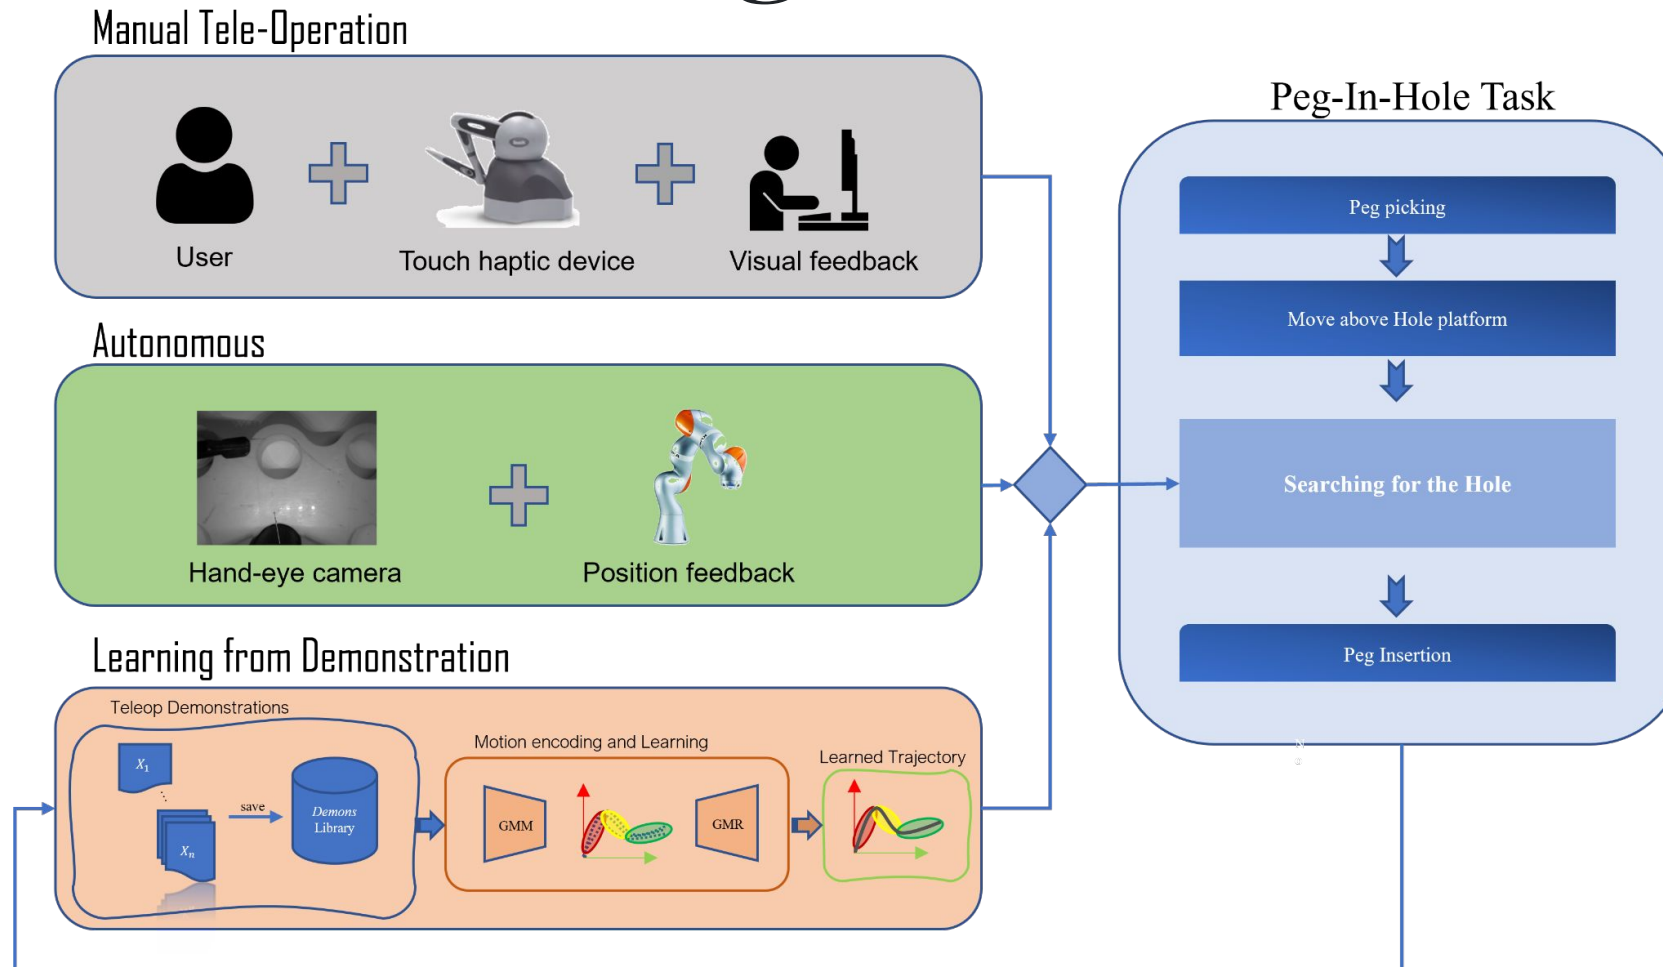 Manual Tele-Operation
User
Touch haptic device
Visual feedback
Autonomous
Hand-eye camera
Position feedback
Learning from Demonstration
Teleop Demonstrations
X1
save
Demons
Library
Xn
Motion encoding and Learning
GMM
GMR
Learned Trajectory
Peg-In-Hole Task
Peg picking
Move above Hole platform
Searching for the Hole
Peg Insertion
N
o